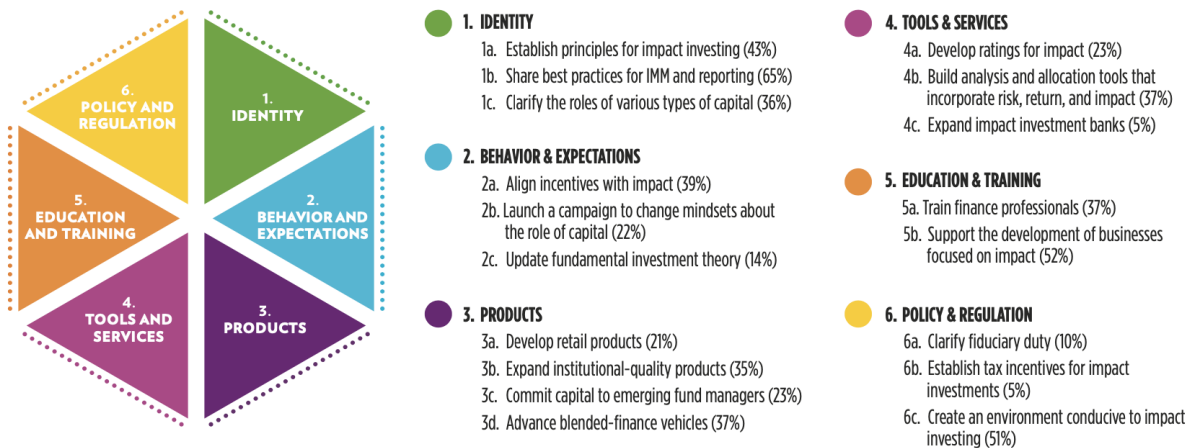 6.
POLICY AND
REGULATION
1.
IDENTITY
5.
EDUCATION
AND TRAINING
2.
BEHAVIOR AND
EXPECTATIONS
4.
TOOLS AND
SERVICES
3.
PRODUCTS
1. IDENTITY
1a. Establish principles for impact investing (43%)
1b. Share best practices for IMM and reporting (65%)
1c. Clarify the roles of various types of capital (36%)
2. BEHAVIOR & EXPECTATIONS
2a. Align incentives with impact (39%)
2b. Launch a campaign to change mindsets about
the role of capital (22%)
2c. Update fundamental investment theory (14%)
3. PRODUCTS
3a. Develop retail products (21%)
3b. Expand institutional-quality products (35%)
3c. Commit capital to emerging fund managers (23%)
3d. Advance blended-finance vehicles (37%)
4. TOOLS & SERVICES
4a. Develop ratings for impact (23%)
4b. Build analysis and allocation tools that
incorporate risk, return, and impact (37%)
4c. Expand impact investment banks (5%)
5. EDUCATION & TRAINING
5a. Train finance professionals (37%)
5b. Support the development of businesses
focused on impact (52%)
6. POLICY & REGULATION
6a. Clarify fiduciary duty (10%)
6b. Establish tax incentives for impact
investments (5%)
6c. Create an environment conducive to impact
investing (51%)